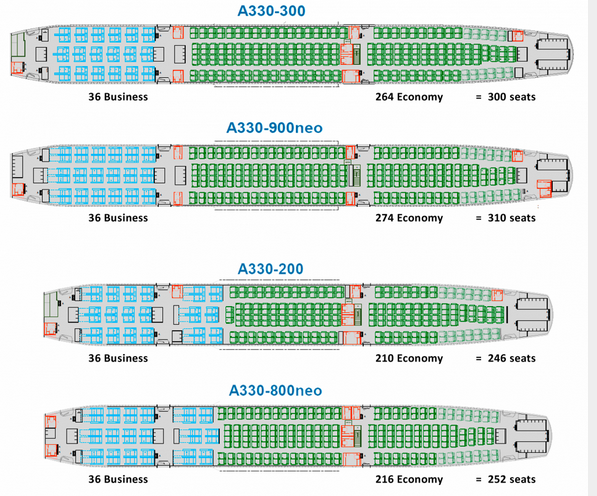 A330-300
36 Business 264 Economy = 300 seats
A330-900neo
36 Business 274 Economy = 310 seats
A330-200
36 Business 210 Economy = 246 seats
A330-800neo
36 Business 216 Economy = 252 seats